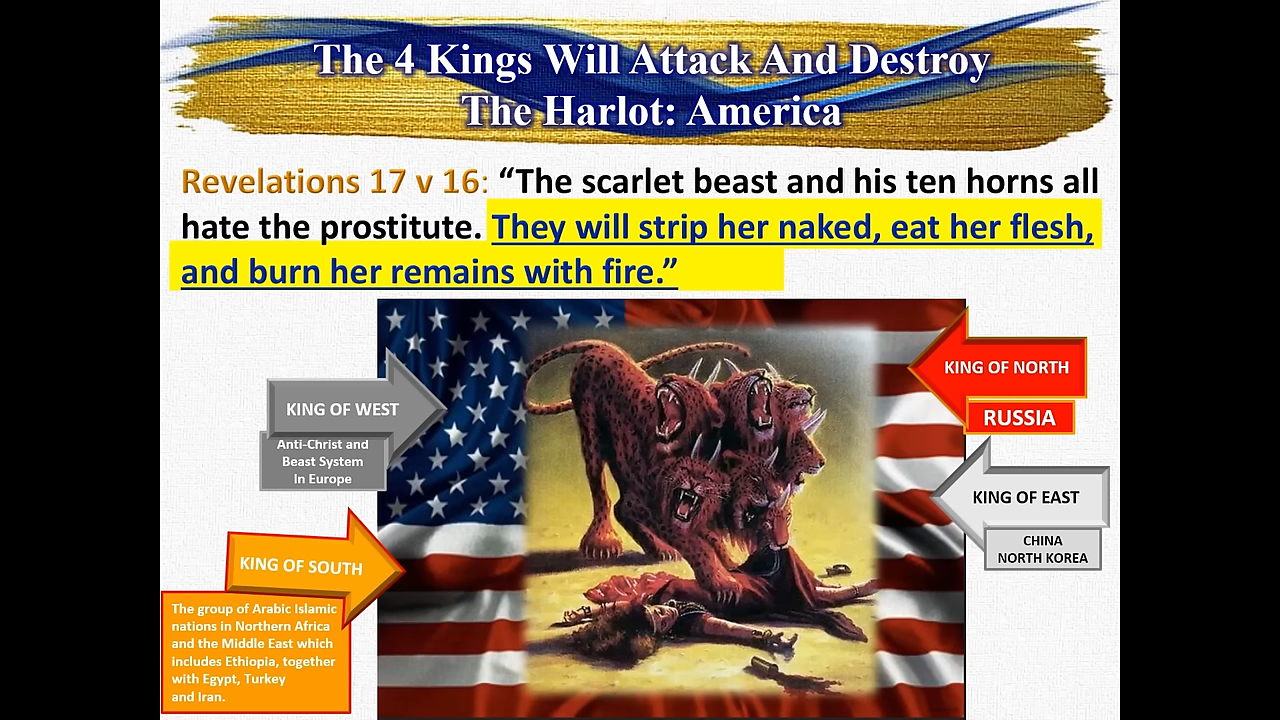 The 4 Kings Will Attack And Destroy
The Harlot: America
Revelations 17 v 16: “The scarlet beast and his ten horns all
hate the prostitute. They will strip her naked, eat her flesh,
and burn her remains with fire.”
KING OF WEST
Anti-Christ and
Beast System
In Europe
KING OF SOUTH
The group of Arabic Islamic
nations in Northern Africa
and the Middle East which
includes Ethiopia, together
with Egypt, Turkey
and Iran.
KING OF NORTH
RUSSIA
KING OF EAST
CHINA
NORTH KOREA